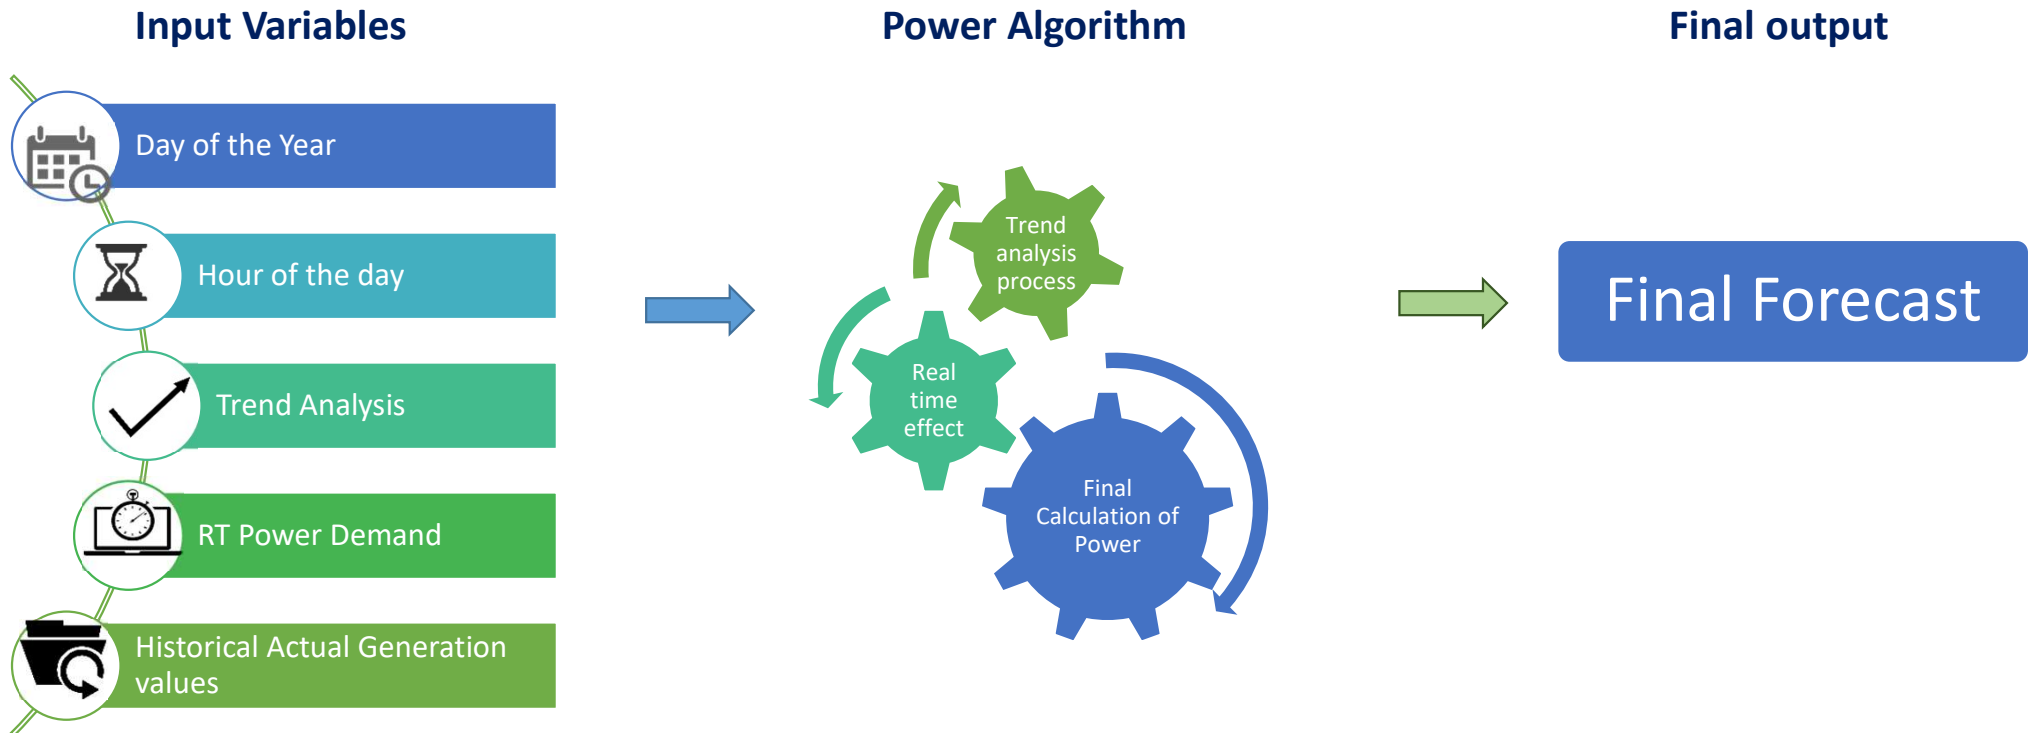 Input Variables
Power Algorithm
Final output
Day of the Year
Hour of the day
Trend Analysis
RT Power Demand
Historical Actual Generation
values
Trend
analysis
process
Real
time
effect
Final
Calculation of
Power
Final Forecast